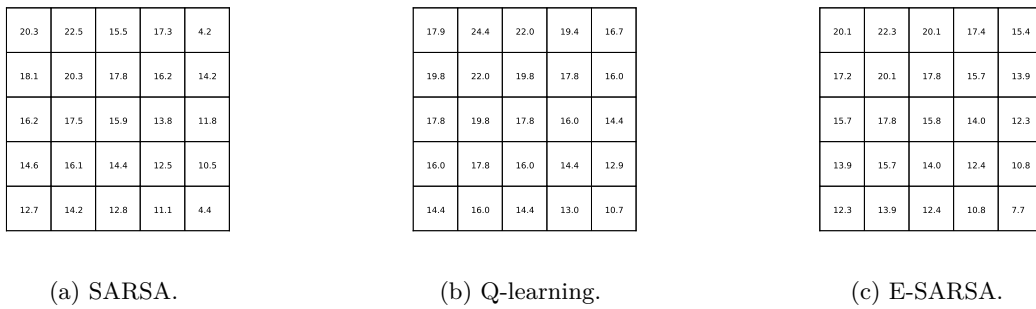 20.3 22.5 15.5 17.3 4.2
18.1 20.3 17.8 16.2 14.2
16.2 17.5 15.9 13.8 11.8
14.6 16.1 14.4 12.5 10.5
12.7 14.2 12.8 11.1 4.4
(a) SARSA.
17.9 24.4 22.0 19.4 16.7
19.8 22.0 19.8 17.8 16.0
17.8 19.8 17.8 16.0 14.4
16.0 17.8 16.0 14.4 12.9
14.4 16.0 14.4 13.0 10.7
(b) Q-learning.
20.1 22.3 20.1 17.4 15.4
17.2 20.1 17.8 15.7 13.9
15.7 17.8 15.8 14.0 12.3
13.9 15.7 14.0 12.4 10.8
12.3 13.9 12.4 10.8 7.7
(c) E-SARSA.